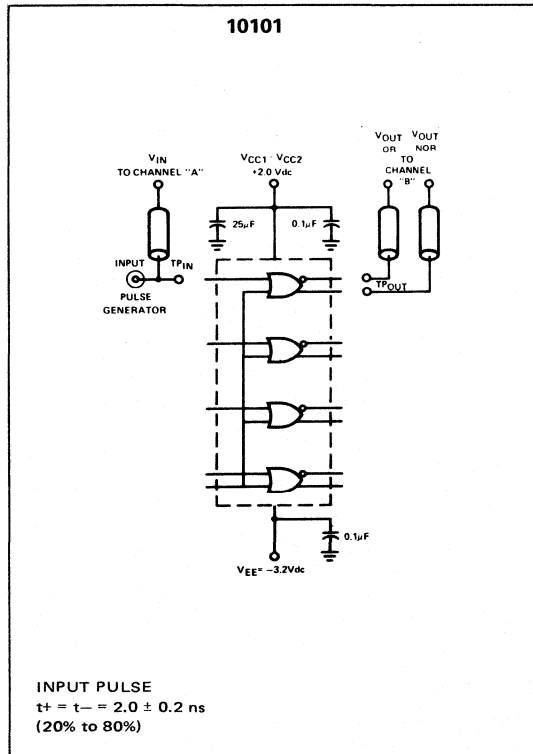 10101
VIN
TO CHANNEL "A"
VCC1 VCC2
+2.0 Vdc
VOUT VOUT
OR NOR
TO
CHANNEL
"B"
25μF
0.1μF
INPUT
TPIN
PULSE
GENERATOR
TPOUT
0.1μF
VEE= −3.2Vdc
INPUT PULSE
t+ = t− = 2.0 ± 0.2 ns
(20% to 80%)